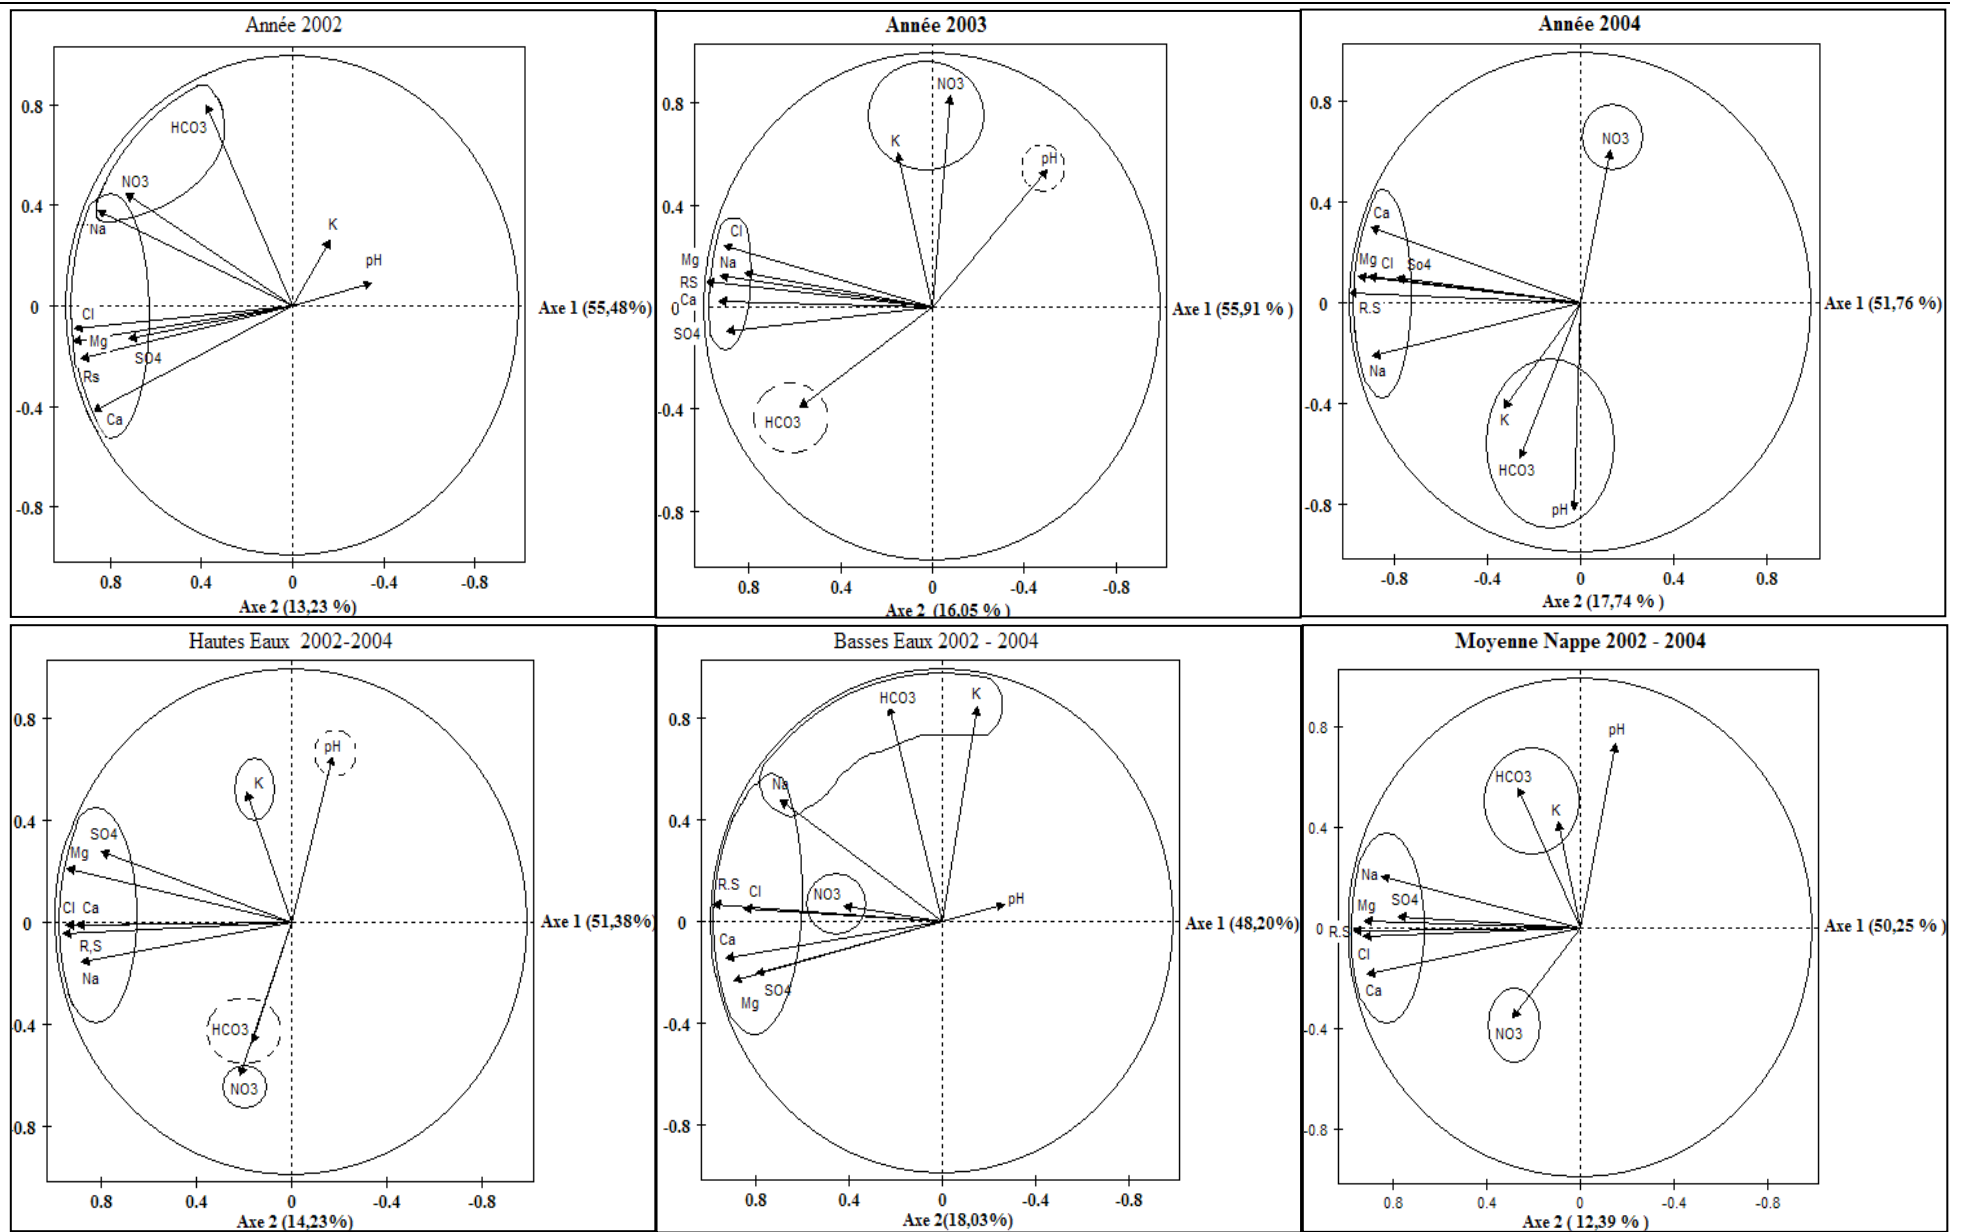 Année 2002
0.8
HCO3
NO3
0.4
Na
K
pH
0
Axe 1 (55,48%)
Cl
Mg
SO4
Rs
-0.4
Ca
-0.8
0.8 0.4 0 -0.4 -0.8
Axe 2 (13,23 %)
Année 2003
0.8
NO3
K
pH
0.4
Cl
Mg Na
RS
Ca
0
Axe 1 (55,91 % )
SO4
-0.4
HCO3
-0.8
0.8 0.4 0 -0.4 -0.8
Axe 2 (16,05 % )
Année 2004
0.8
NO3
0.4
Ca
Mg Cl So4
0
R.S
Axe 1 (51,76 %)
Na
-0.4
K
HCO3
-0.8
pH
-0.8 -0.4 0 0.4 0.8
Axe 2 (17,74 % )
Hautes Eaux 2002-2004
0.8
pH
K
0.4
SO4
Mg
Cl Ca
0
Axe 1 (51,38%)
R,S
Na
-0.4
HCO3
NO3
-0.8
0.8 0.4 0 -0.4 -0.8
Axe 2 (14,23%)
Basses Eaux 2002 - 2004
HCO3 K
0.8
Na
0.4
R.S Cl NO3
pH
0
Axe 1 (48,20%)
Ca
SO4
Mg
-0.4
-0.8
0.8 0.4 0 -0.4 -0.8
Axe 2(18,03%)
Moyenne Nappe 2002 - 2004
0.8
pH
HCO3
K
0.4
Na
SO4
Mg
0
R.S
Axe 1 (50,25 % )
Cl
Ca
-0.4
NO3
-0.8
0.8 0.4 0 -0.4 -0.8
Axe 2 ( 12,39 % )